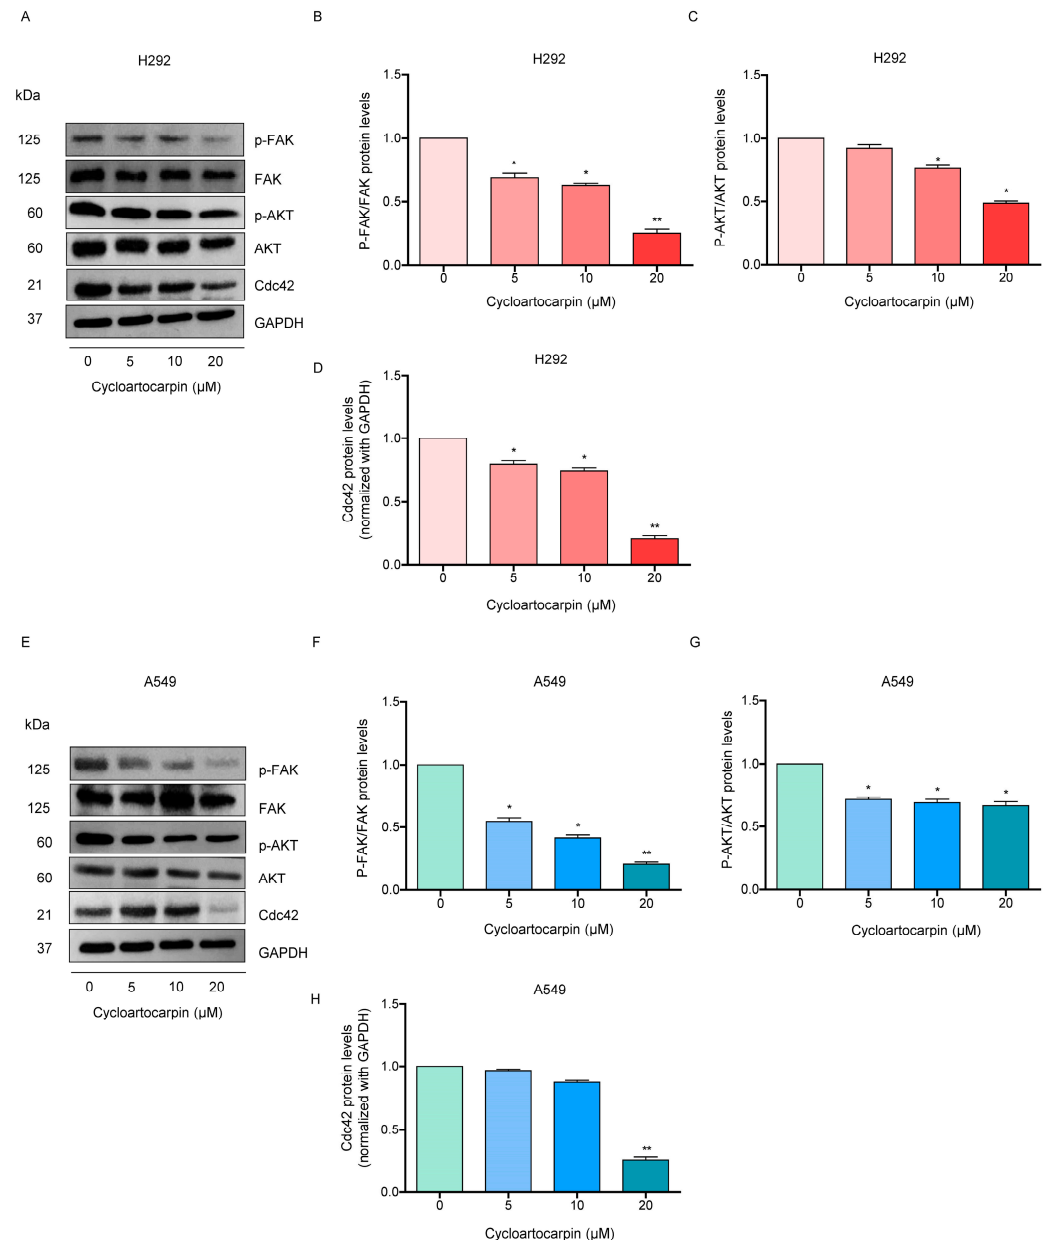 A
B
C
H292
kDa
125
p-FAK
125
FAK
60
p-AKT
60
AKT
21
Cdc42
37
GAPDH
0 5 10 20
Cycloartocarpin (µM)
H292
P-FAK/FAK protein levels
1.5
1.0
0.5
0.0
*
*
**
0 5 10 20
Cycloartocarpin (µM)
H292
P-AKT/AKT protein levels
1.5
1.0
0.5
0.0
*
*
0 5 10 20
Cycloartocarpin (µM)
D
H292
Cdc42 protein levels
(normalized with GAPDH)
1.5
1.0
0.5
0.0
*
*
**
0 5 10 20
Cycloartocarpin (µM)
E
F
G
A549
kDa
125
p-FAK
125
FAK
60
p-AKT
60
AKT
21
Cdc42
37
GAPDH
0 5 10 20
Cycloartocarpin (µM)
A549
P-FAK/FAK protein levels
1.5
1.0
0.5
0.0
*
*
**
0 5 10 20
Cycloartocarpin (µM)
A549
P-AKT/AKT protein levels
1.5
1.0
0.5
0.0
*
*
*
0 5 10 20
Cycloartocarpin (µM)
H
A549
Cdc42 protein levels
(normalized with GAPDH)
1.5
1.0
0.5
0.0
**
0 5 10 20
Cycloartocarpin (µM)